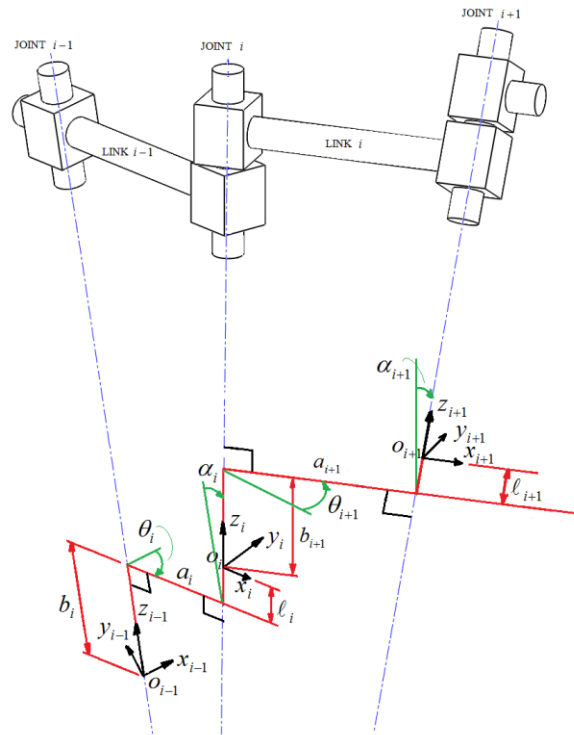 JOINT i−1
JOINT i
JOINT i+1
LINK i−1
LINK i
α_{i+1}
z_{i+1}
y_{i+1}
o_{i+1}
x_{i+1}
a_{i+1}
α_i
θ_{i+1}
ℓ_{i+1}
z_i
y_i
b_{i+1}
θ_i
o_i
a_i
x_i
ℓ_i
b_i
z_{i−1}
y_{i−1}
x_{i−1}
o_{i−1}